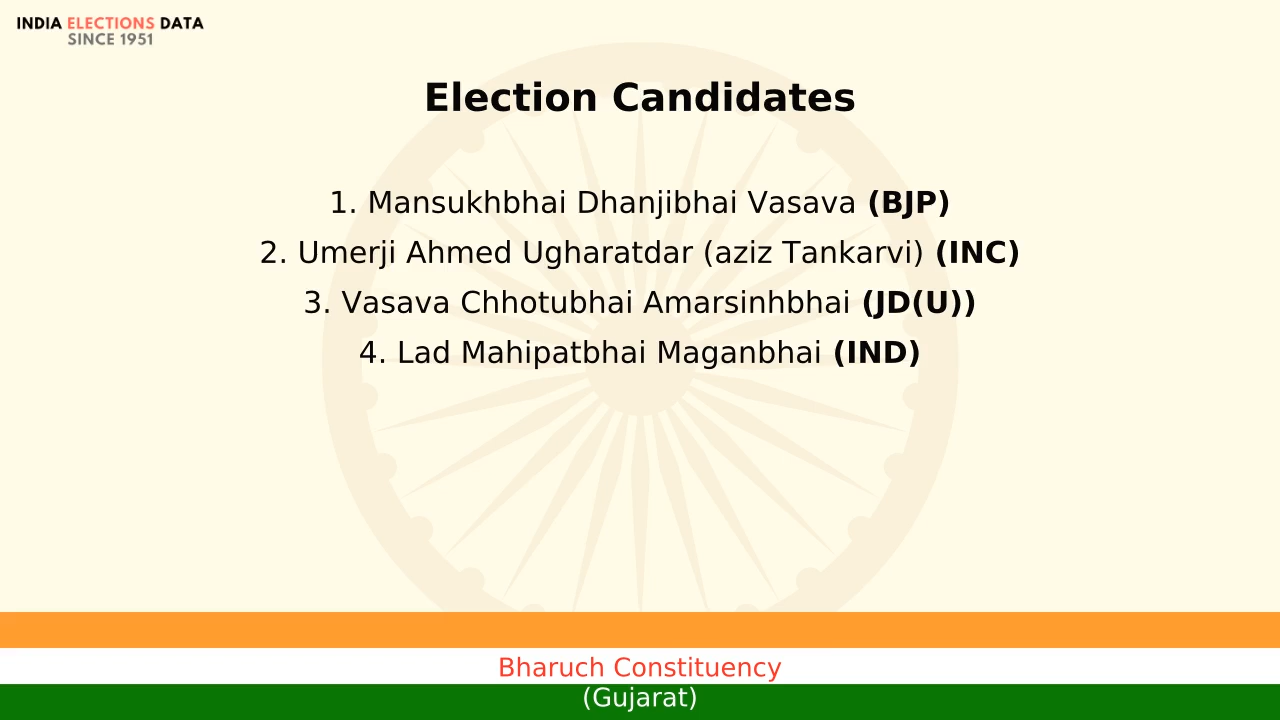 INDIA ELECTIONS DATA
SINCE 1951
Election Candidates
1. Mansukhbhai Dhanjibhai Vasava (BJP)
2. Umerji Ahmed Ugharatdar (aziz Tankarvi) (INC)
3. Vasava Chhotubhai Amarsinhbhai (JD(U))
4. Lad Mahipatbhai Maganbhai (IND)
Bharuch Constituency
(Gujarat)